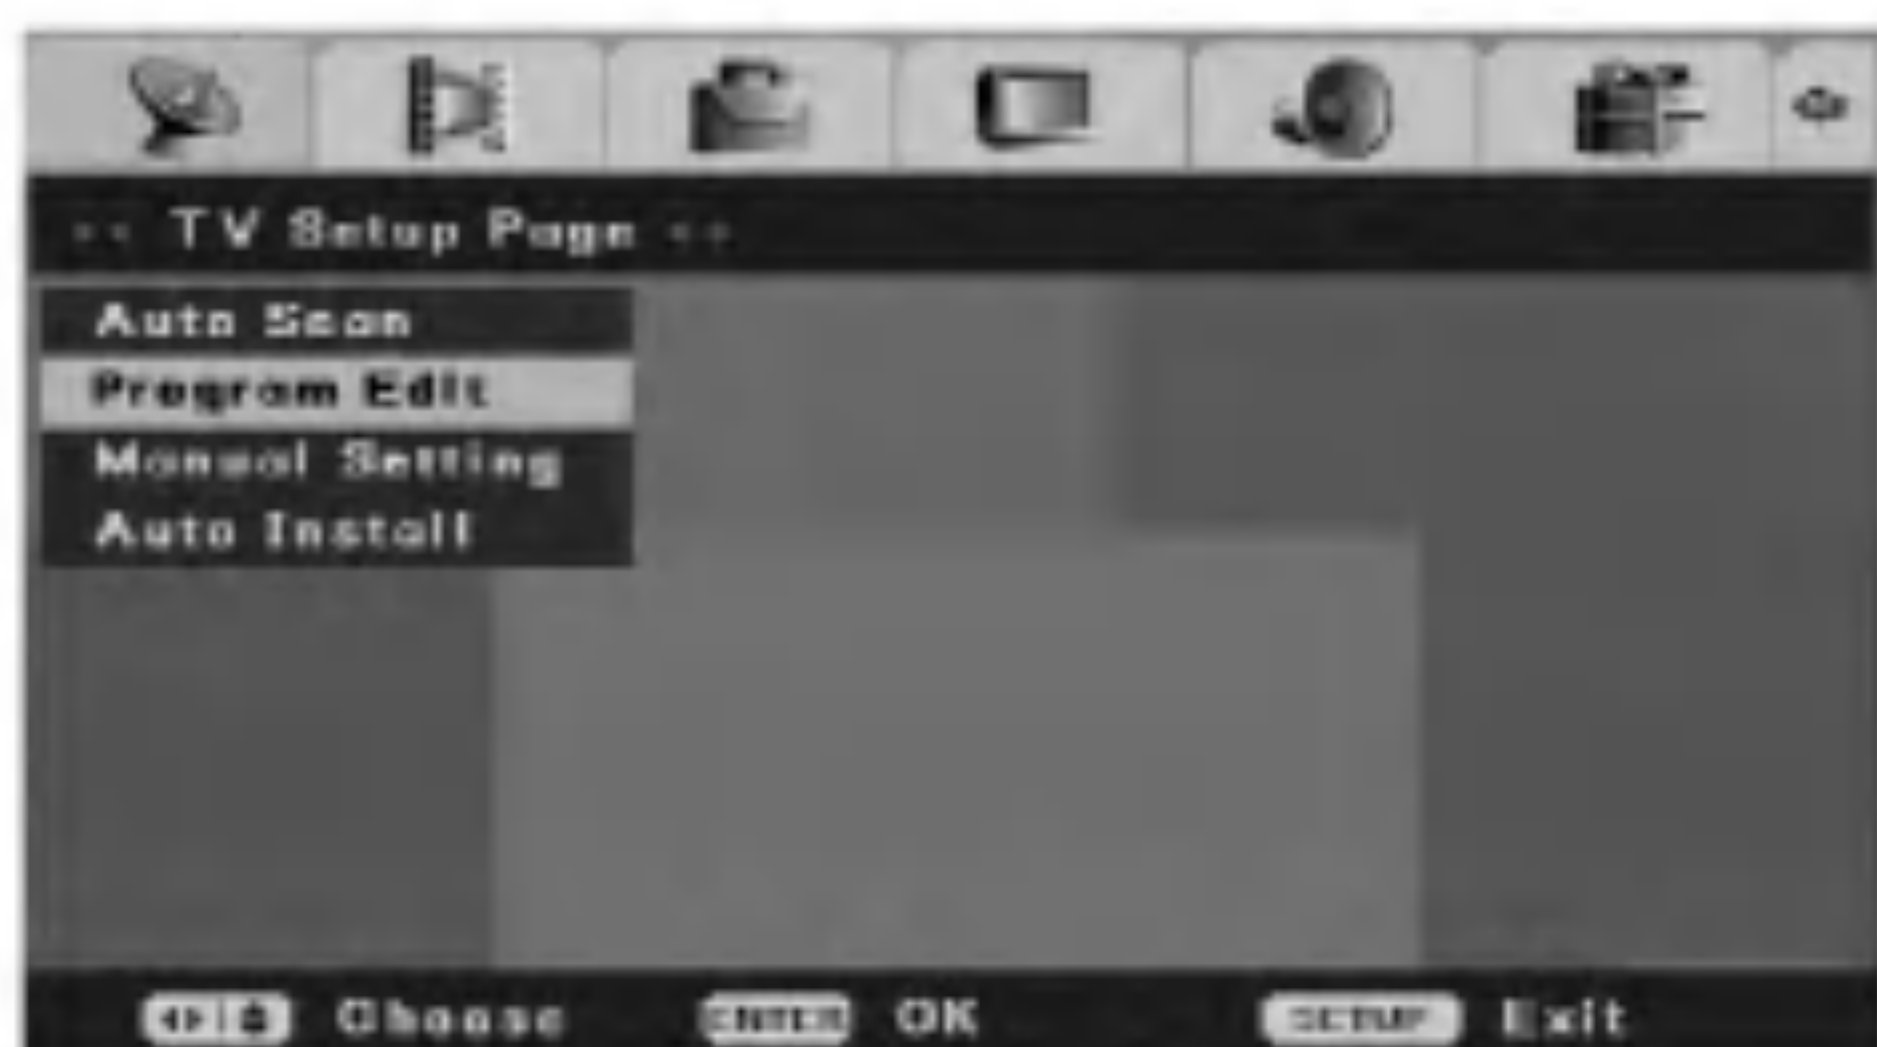 -- TV Setup Page --
Auto Scan
Program Edit
Manual Setting
Auto Install
Choose ENTER OK SETUP Exit